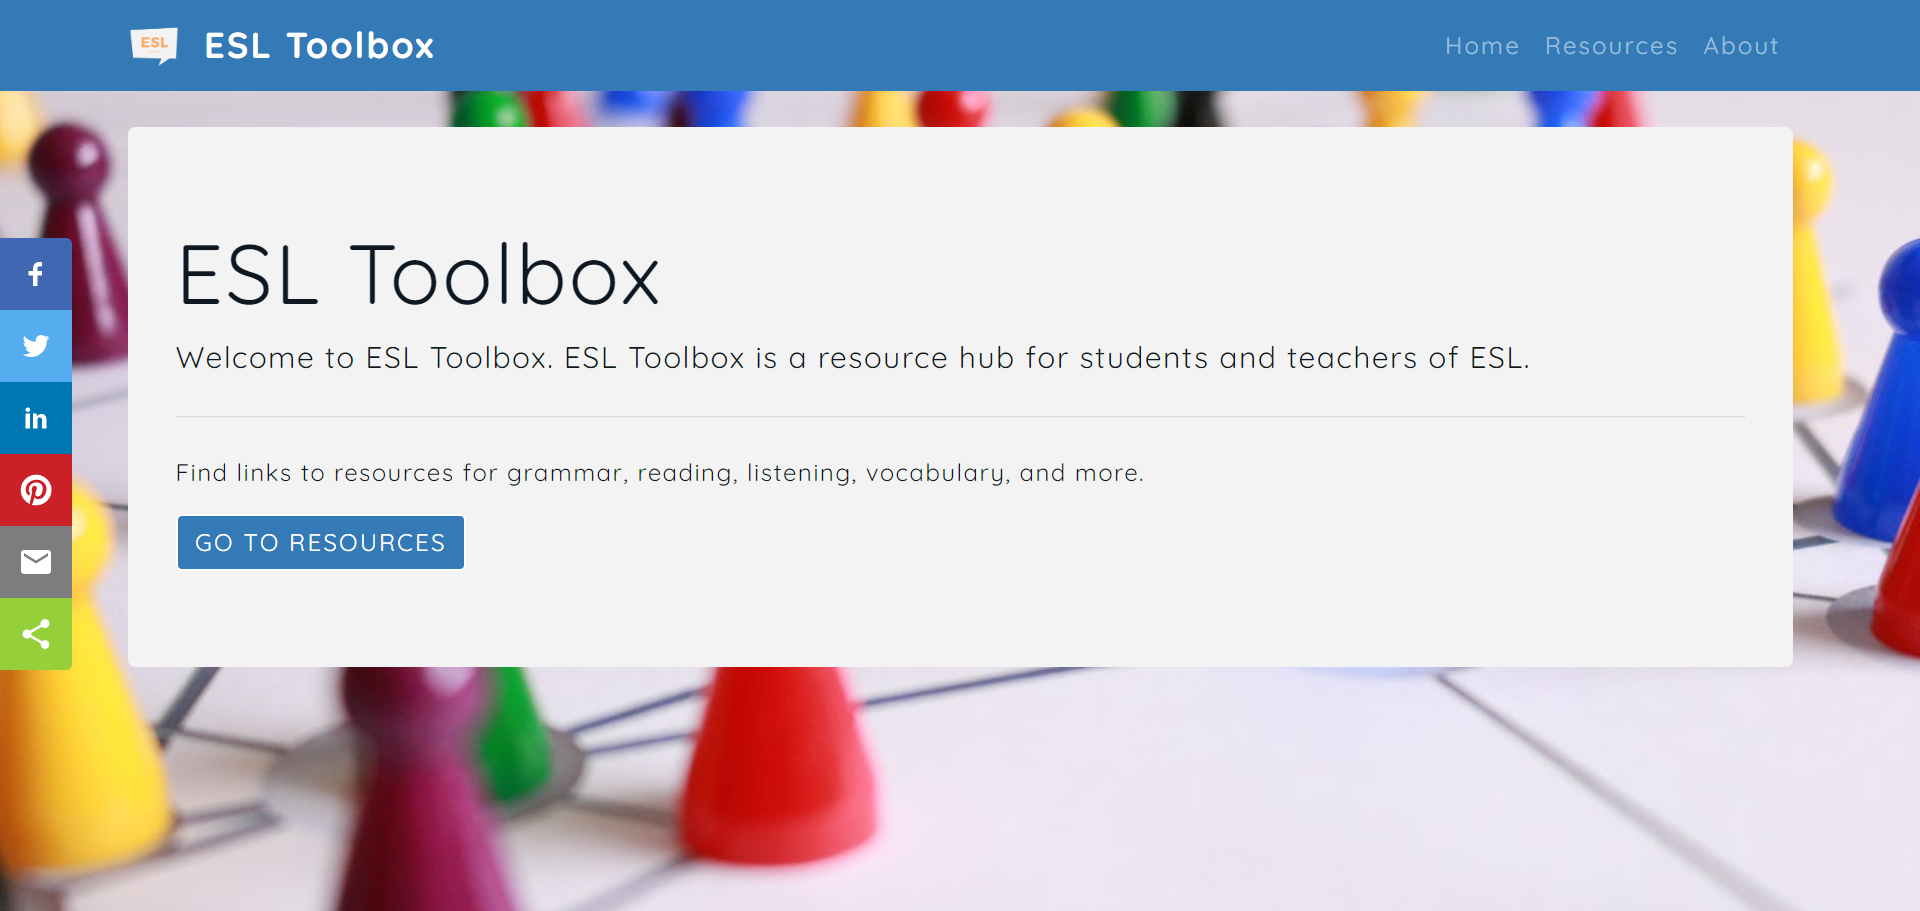 ESL
ESL Toolbox
Home
Resources
About
ESL Toolbox
Welcome to ESL Toolbox. ESL Toolbox is a resource hub for students and teachers of ESL.
Find links to resources for grammar, reading, listening, vocabulary, and more.
GO TO RESOURCES